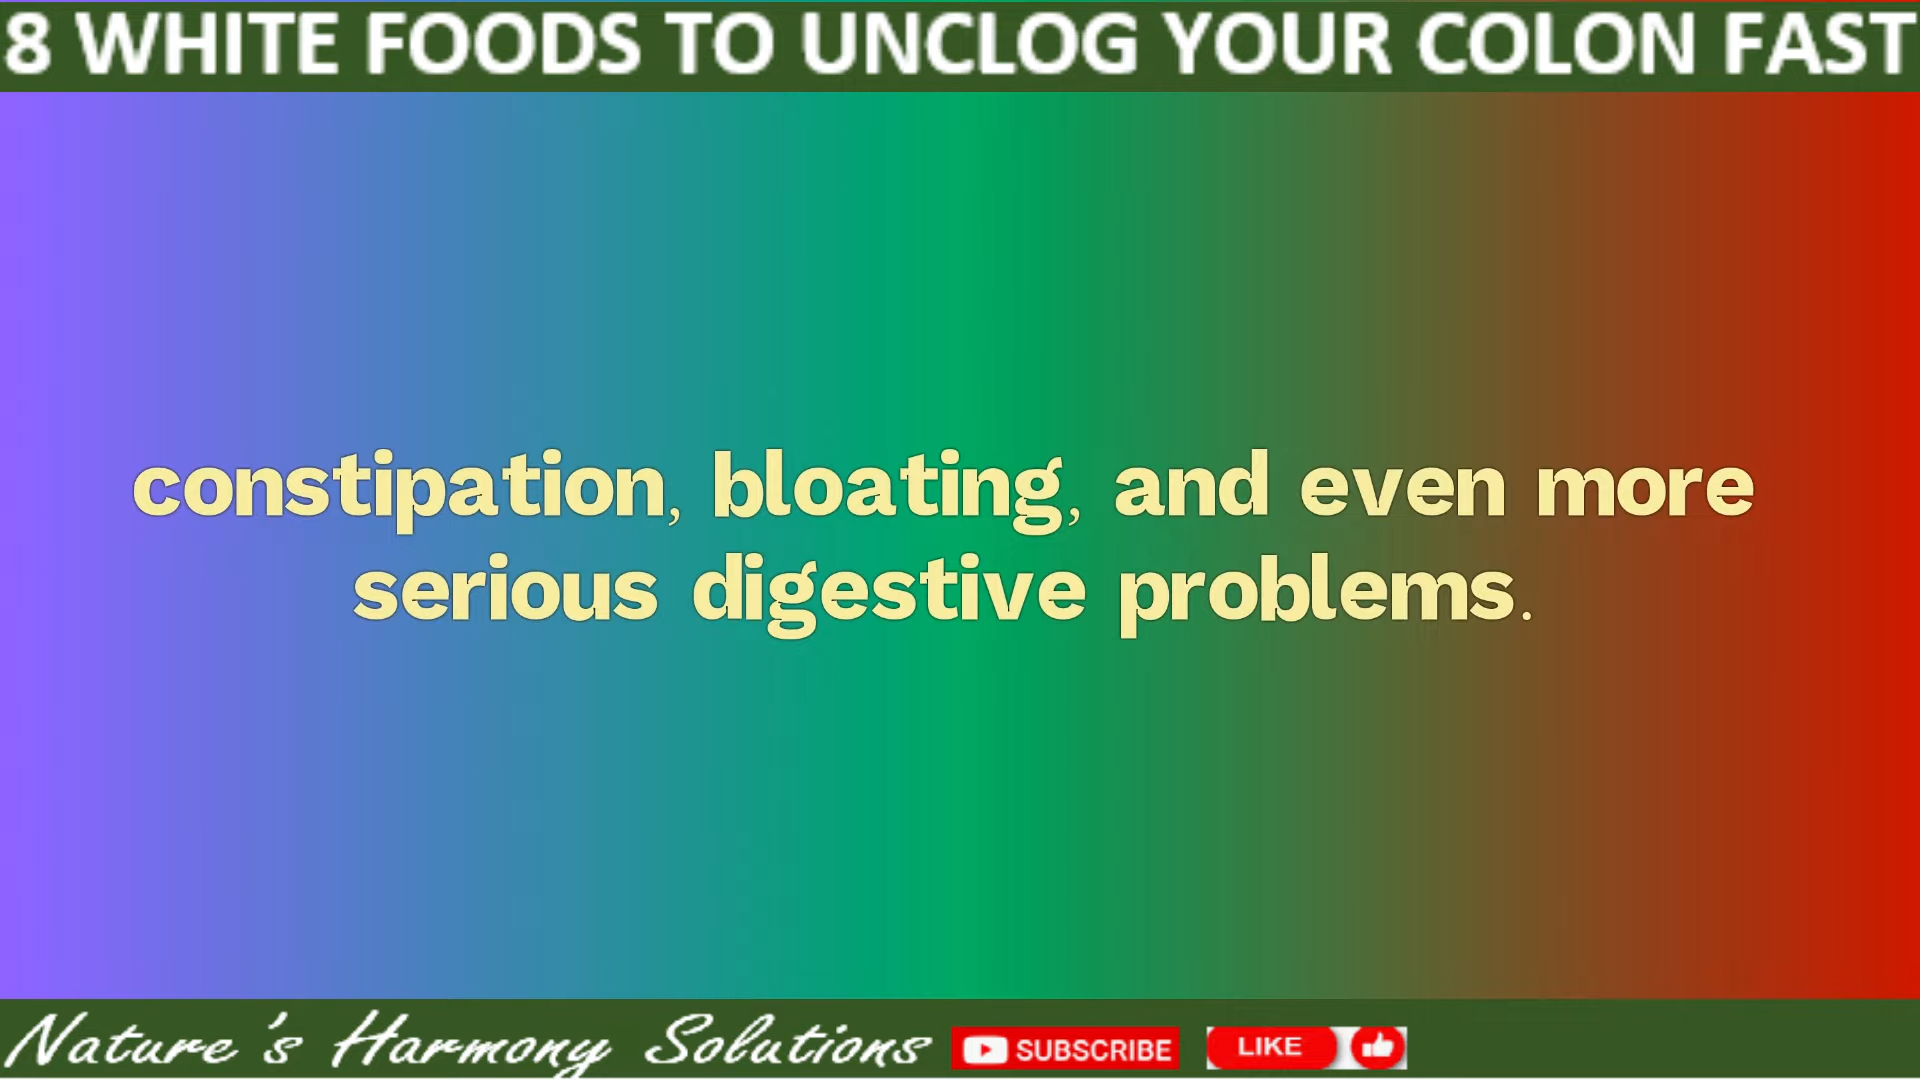 8 WHITE FOODS TO UNCLOG YOUR COLON FAST
constipation, bloating, and even more
serious digestive problems.
Nature's Harmony Solutions SUBSCRIBE LIKE